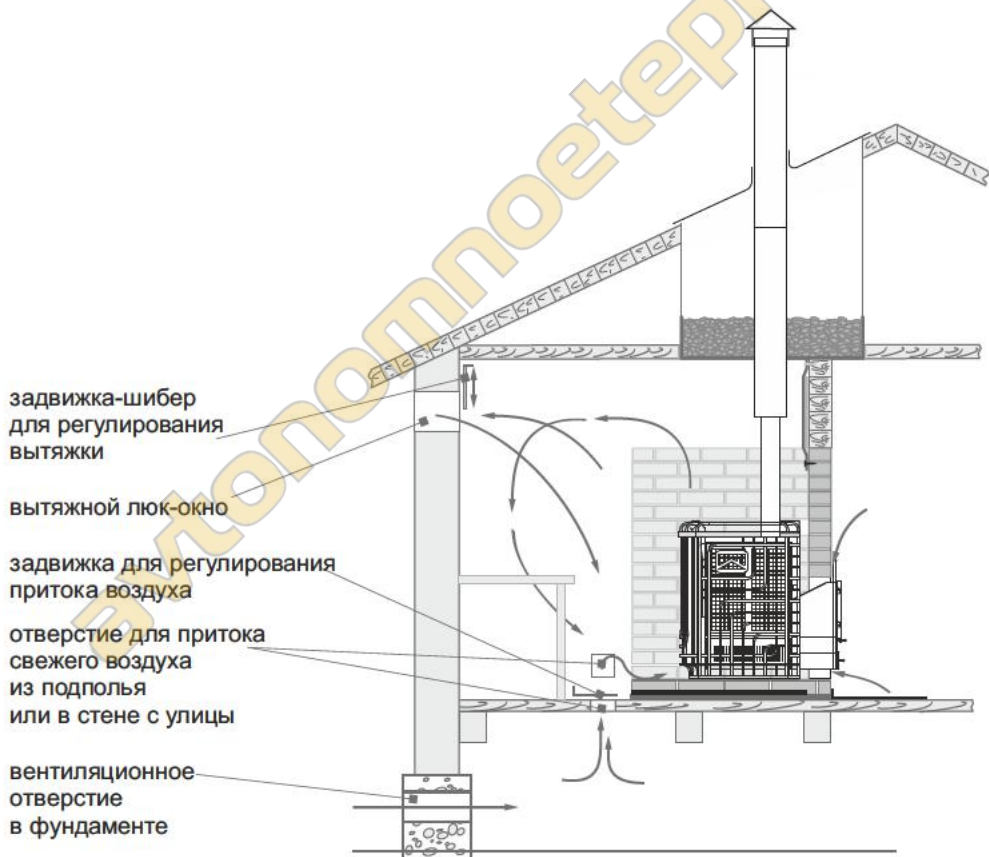 avtonomnoetepl
задвижка-шибер
для регулирования
вытяжки
вытяжной люк-окно
задвижка для регулирования
притока воздуха
отверстие для притока
свежего воздуха
из подполья
или в стене с улицы
вентиляционное
отверстие
в фундаменте